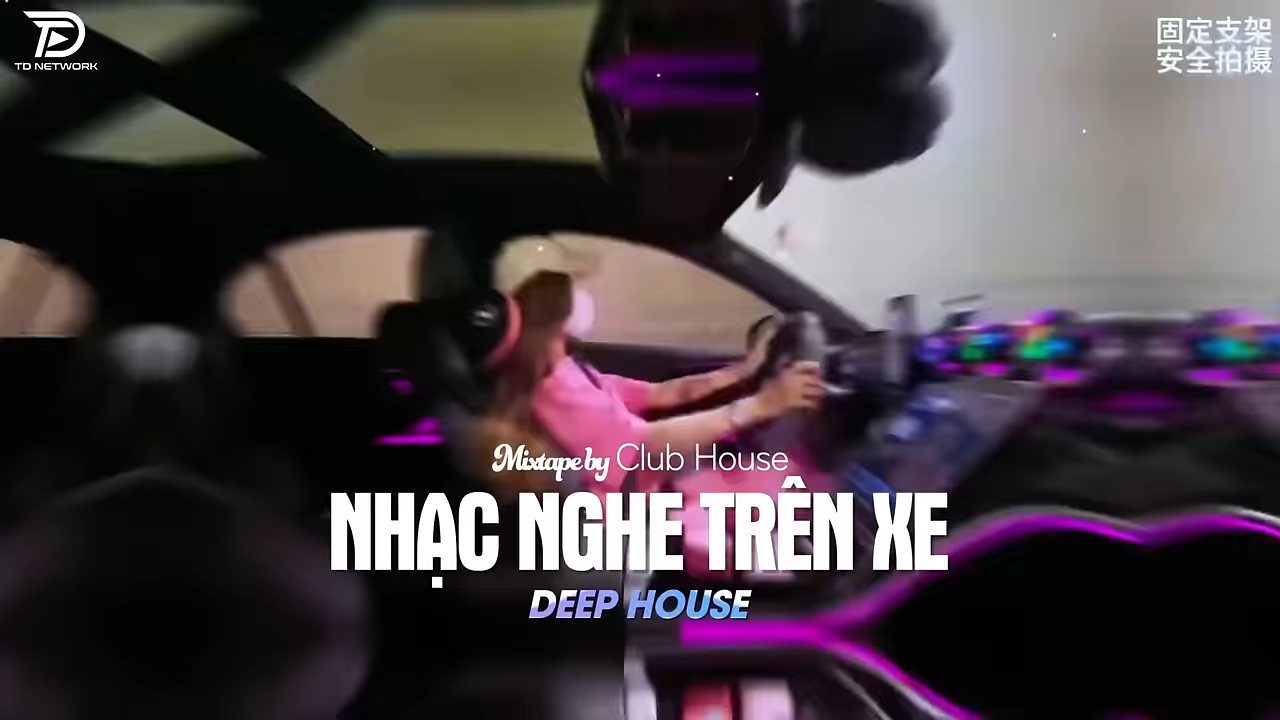 TD NETWORK
固定支架
安全拍摄
Mixtape by Club House
NHẠC NGHE TRÊN XE
DEEP HOUSE